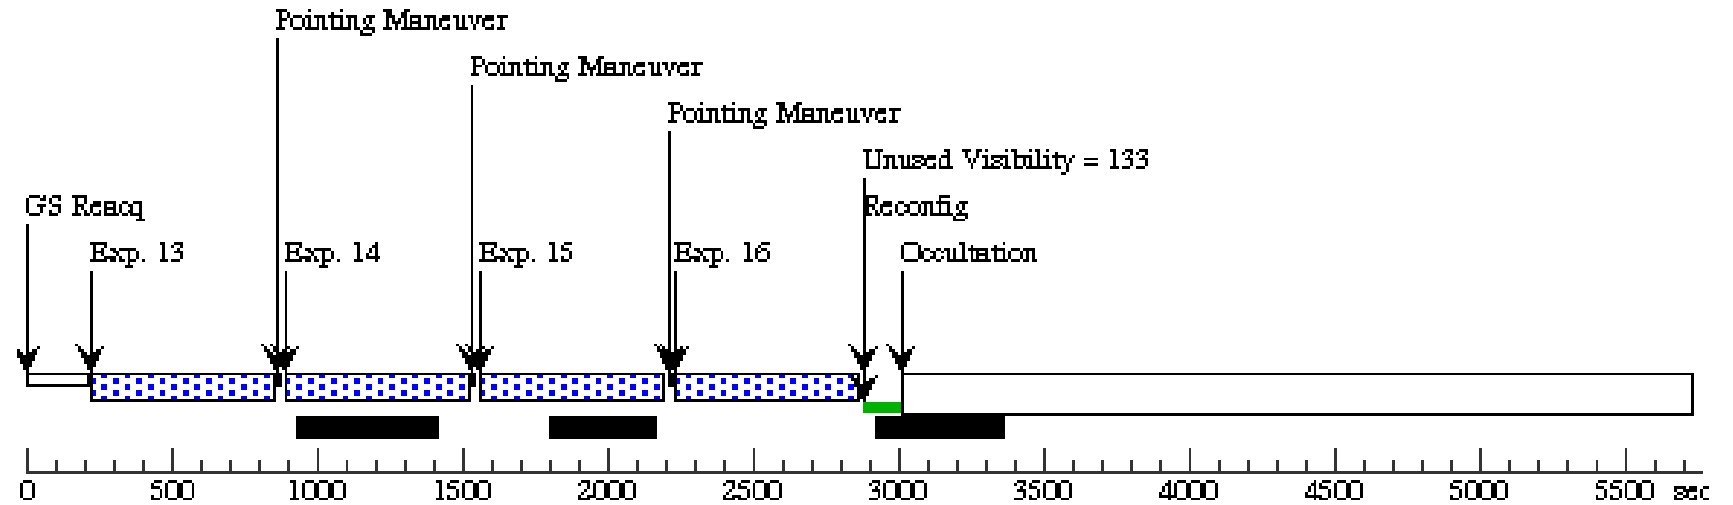 Pointing Maneuver
Pointing Maneuver
Pointing Maneuver
Unused Visibility = 133
GS Reacq
Reconfig
Exp. 13
Exp. 14
Exp. 15
Exp. 16
Occultation
0 500 1000 1500 2000 2500 3000 3500 4000 4500 5000 5500 sec